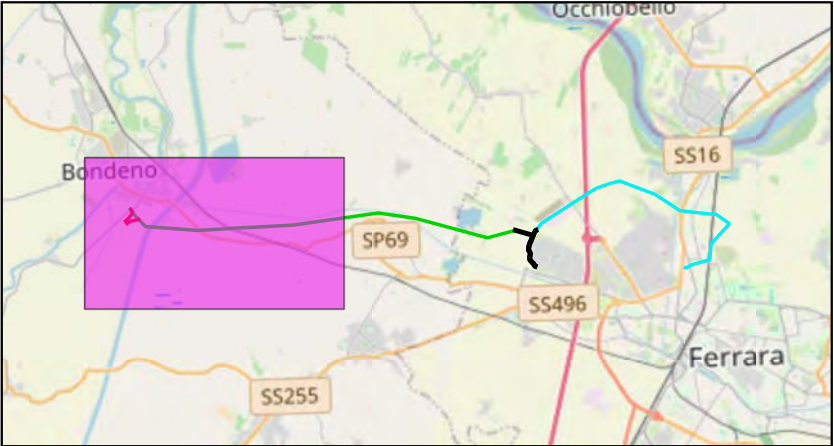 Occhiobello
SS16
Bondeno
SP69
SS496
Ferrara
SS255